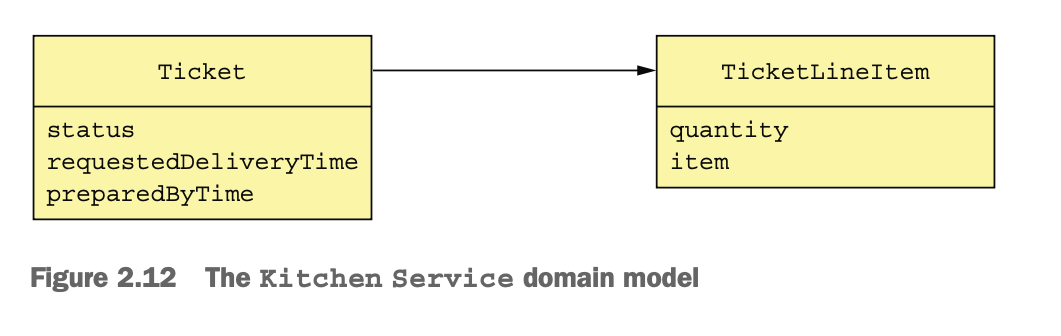 Ticket
status
requestedDeliveryTime
preparedByTime
TicketLineItem
quantity
item
Figure 2.12 The Kitchen Service domain model